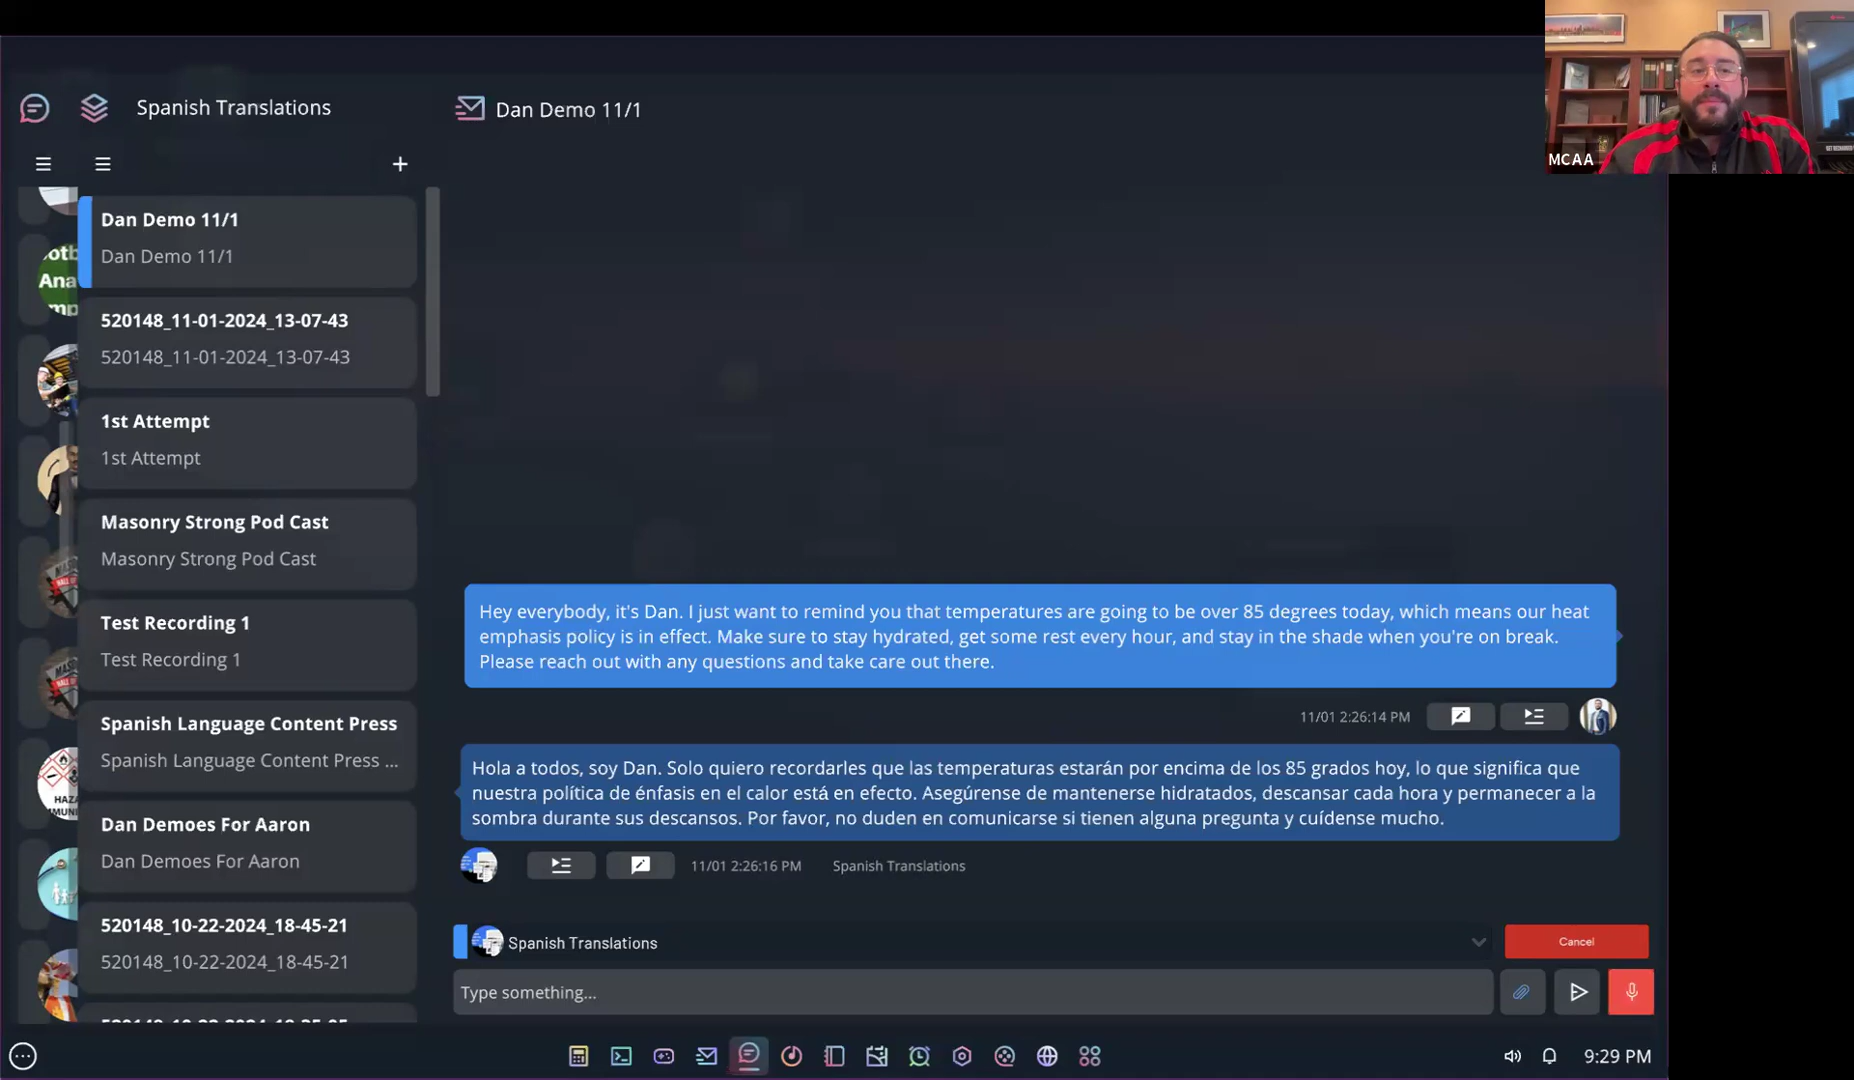 MCAA
Spanish Translations
Dan Demo 11/1
Dan Demo 11/1
Dan Demo 11/1
520148_11-01-2024_13-07-43
520148_11-01-2024_13-07-43
1st Attempt
1st Attempt
Masonry Strong Pod Cast
Masonry Strong Pod Cast
Test Recording 1
Test Recording 1
Spanish Language Content Press
Spanish Language Content Press ...
Dan Demoes For Aaron
Dan Demoes For Aaron
520148_10-22-2024_18-45-21
520148_10-22-2024_18-45-21
Hey everybody, it's Dan. I just want to remind you that temperatures are going to be over 85 degrees today, which means our heat
emphasis policy is in effect. Make sure to stay hydrated, get some rest every hour, and stay in the shade when you're on break.
Please reach out with any questions and take care out there.
11/01 2:26:14 PM
Hola a todos, soy Dan. Solo quiero recordarles que las temperaturas estarán por encima de los 85 grados hoy, lo que significa que
nuestra política de énfasis en el calor está en efecto. Asegúrense de mantenerse hidratados, descansar cada hora y permanecer a la
sombra durante sus descansos. Por favor, no duden en comunicarse si tienen alguna pregunta y cuídense mucho.
11/01 2:26:16 PM Spanish Translations
Spanish Translations
Cancel
Type something...
9:29 PM